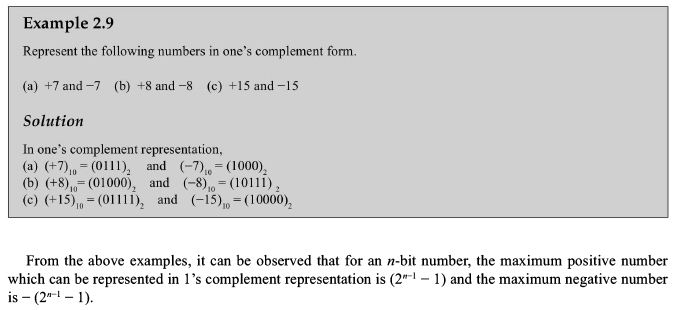 Example 2.9
Represent the following numbers in one's complement form.
(a) +7 and −7 (b) +8 and −8 (c) +15 and −15
Solution
In one's complement representation,
(a) (+7)₁₀ = (0111)₂ and (−7)₁₀ = (1000)₂
(b) (+8)₁₀ = (01000)₂ and (−8)₁₀ = (10111)₂
(c) (+15)₁₀ = (01111)₂ and (−15)₁₀ = (10000)₂
From the above examples, it can be observed that for an n-bit number, the maximum positive number
which can be represented in 1's complement representation is (2ⁿ⁻¹ − 1) and the maximum negative number
is − (2ⁿ⁻¹ − 1).